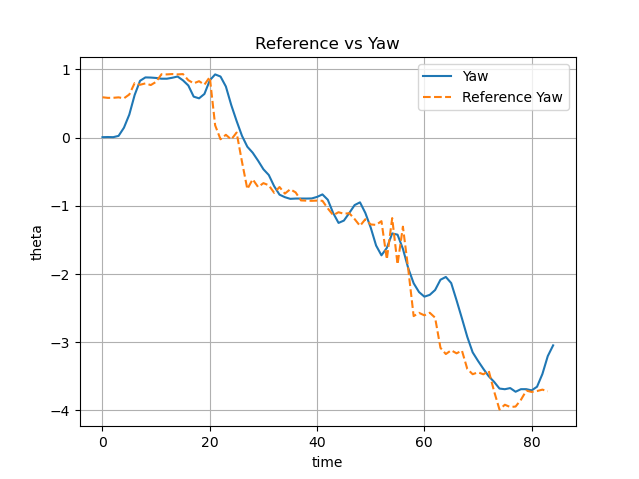 Reference vs Yaw
Yaw
Reference Yaw
1
0
−1
−2
−3
−4
theta
0 20 40 60 80
time